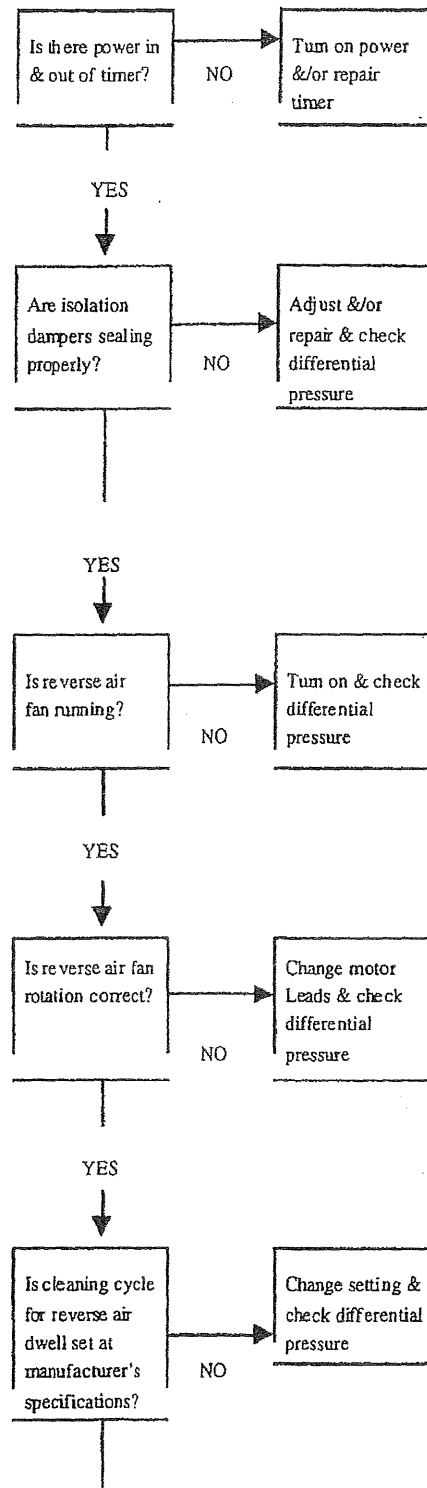 Is there power in
& out of timer?
NO
Turn on power
&/or repair
timer
YES
Are isolation
dampers sealing
properly?
NO
Adjust &/or
repair & check
differential
pressure
YES
Is reverse air
fan running?
NO
Turn on & check
differential
pressure
YES
Is reverse air fan
rotation correct?
NO
Change motor
Leads & check
differential
pressure
YES
Is cleaning cycle
for reverse air
dwell set at
manufacturer's
specifications?
NO
Change setting &
check differential
pressure